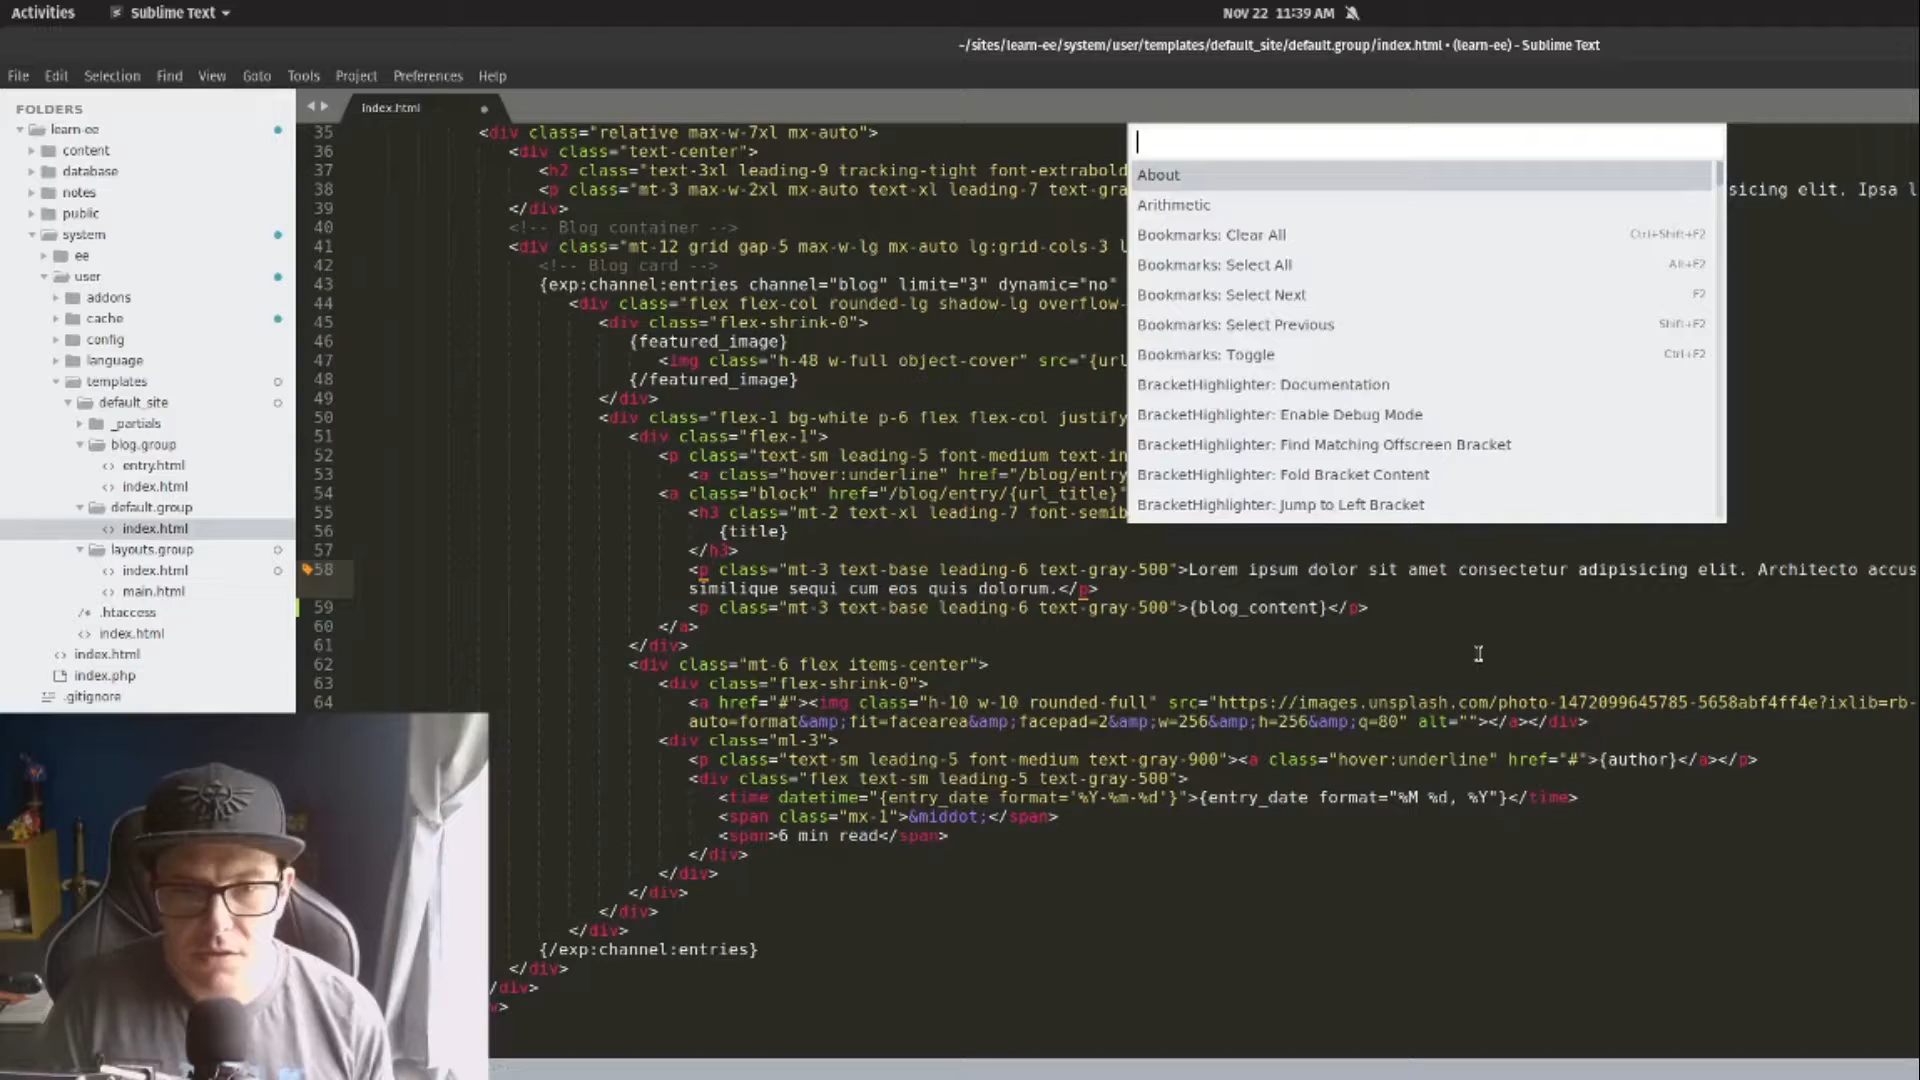 Activities
Sublime Text
Nov 22 11:39 AM
~/sites/learn-ee/system/user/templates/default_site/default.group/index.html • (learn-ee) - Sublime Text
File Edit Selection Find View Goto Tools Project Preferences Help
FOLDERS
learn-ee
content
database
notes
public
system
ee
user
addons
cache
config
language
templates
default_site
_partials
blog.group
entry.html
index.html
default.group
index.html
layouts.group
index.html
main.html
.htaccess
index.html
index.html
index.php
.gitignore
index.html
35 <div class="relative max-w-7xl mx-auto">
36 <div class="text-center">
37 <h2 class="text-3xl leading-9 tracking-tight font-extrabold
38 <p class="mt-3 max-w-2xl mx-auto text-xl leading-7 text-gra sicing elit. Ipsa l
39 </div>
40 <!-- Blog container -->
41 <div class="mt-12 grid gap-5 max-w-lg mx-auto lg:grid-cols-3 l
42 <!-- Blog card -->
43 {exp:channel:entries channel="blog" limit="3" dynamic="no"
44 <div class="flex flex-col rounded-lg shadow-lg overflow-
45 <div class="flex-shrink-0">
46 {featured_image}
47 <img class="h-48 w-full object-cover" src="{url
48 {/featured_image}
49 </div>
50 <div class="flex-1 bg-white p-6 flex flex-col justify
51 <div class="flex-1">
52 <p class="text-sm leading-5 font-medium text-in
53 <a class="hover:underline" href="/blog/entry
54 <a class="block" href="/blog/entry/{url_title}"
55 <h3 class="mt-2 text-xl leading-7 font-semib
56 {title}
57 </h3>
58 <p class="mt-3 text-base leading-6 text-gray-500">Lorem ipsum dolor sit amet consectetur adipisicing elit. Architecto accus
similique sequi cum eos quis dolorum.</p>
59 <p class="mt-3 text-base leading-6 text-gray-500">{blog_content}</p>
60 </a>
61 </div>
62 <div class="mt-6 flex items-center">
63 <div class="flex-shrink-0">
64 <a href="#"><img class="h-10 w-10 rounded-full" src="https://images.unsplash.com/photo-1472099645785-5658abf4ff4e?ixlib=rb-
auto=format&amp;fit=facearea&amp;facepad=2&amp;w=256&amp;h=256&amp;q=80" alt=""></a></div>
<div class="ml-3">
<p class="text-sm leading-5 font-medium text-gray-900"><a class="hover:underline" href="#">{author}</a></p>
<div class="flex text-sm leading-5 text-gray-500">
<time datetime="{entry_date format='%Y-%m-%d'}">{entry_date format="%M %d, %Y"}</time>
<span class="mx-1">&middot;</span>
<span>6 min read</span>
</div>
</div>
</div>
</div>
</div>
{/exp:channel:entries}
</div>
/div>
>
About
Arithmetic
Bookmarks: Clear All Ctrl+Shift+F2
Bookmarks: Select All Alt+F2
Bookmarks: Select Next F2
Bookmarks: Select Previous Shift+F2
Bookmarks: Toggle Ctrl+F2
BracketHighlighter: Documentation
BracketHighlighter: Enable Debug Mode
BracketHighlighter: Find Matching Offscreen Bracket
BracketHighlighter: Fold Bracket Content
BracketHighlighter: Jump to Left Bracket